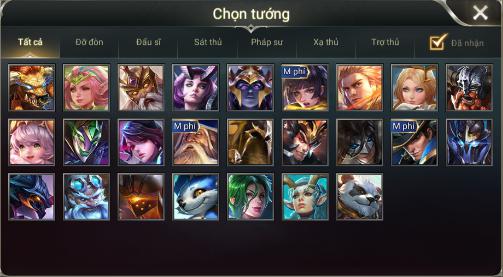 Chọn tướng
Tất cả Đỡ đòn Đấu sĩ Sát thủ Pháp sư Xạ thủ Trợ thủ Đã nhận
M phí
M phí M phí